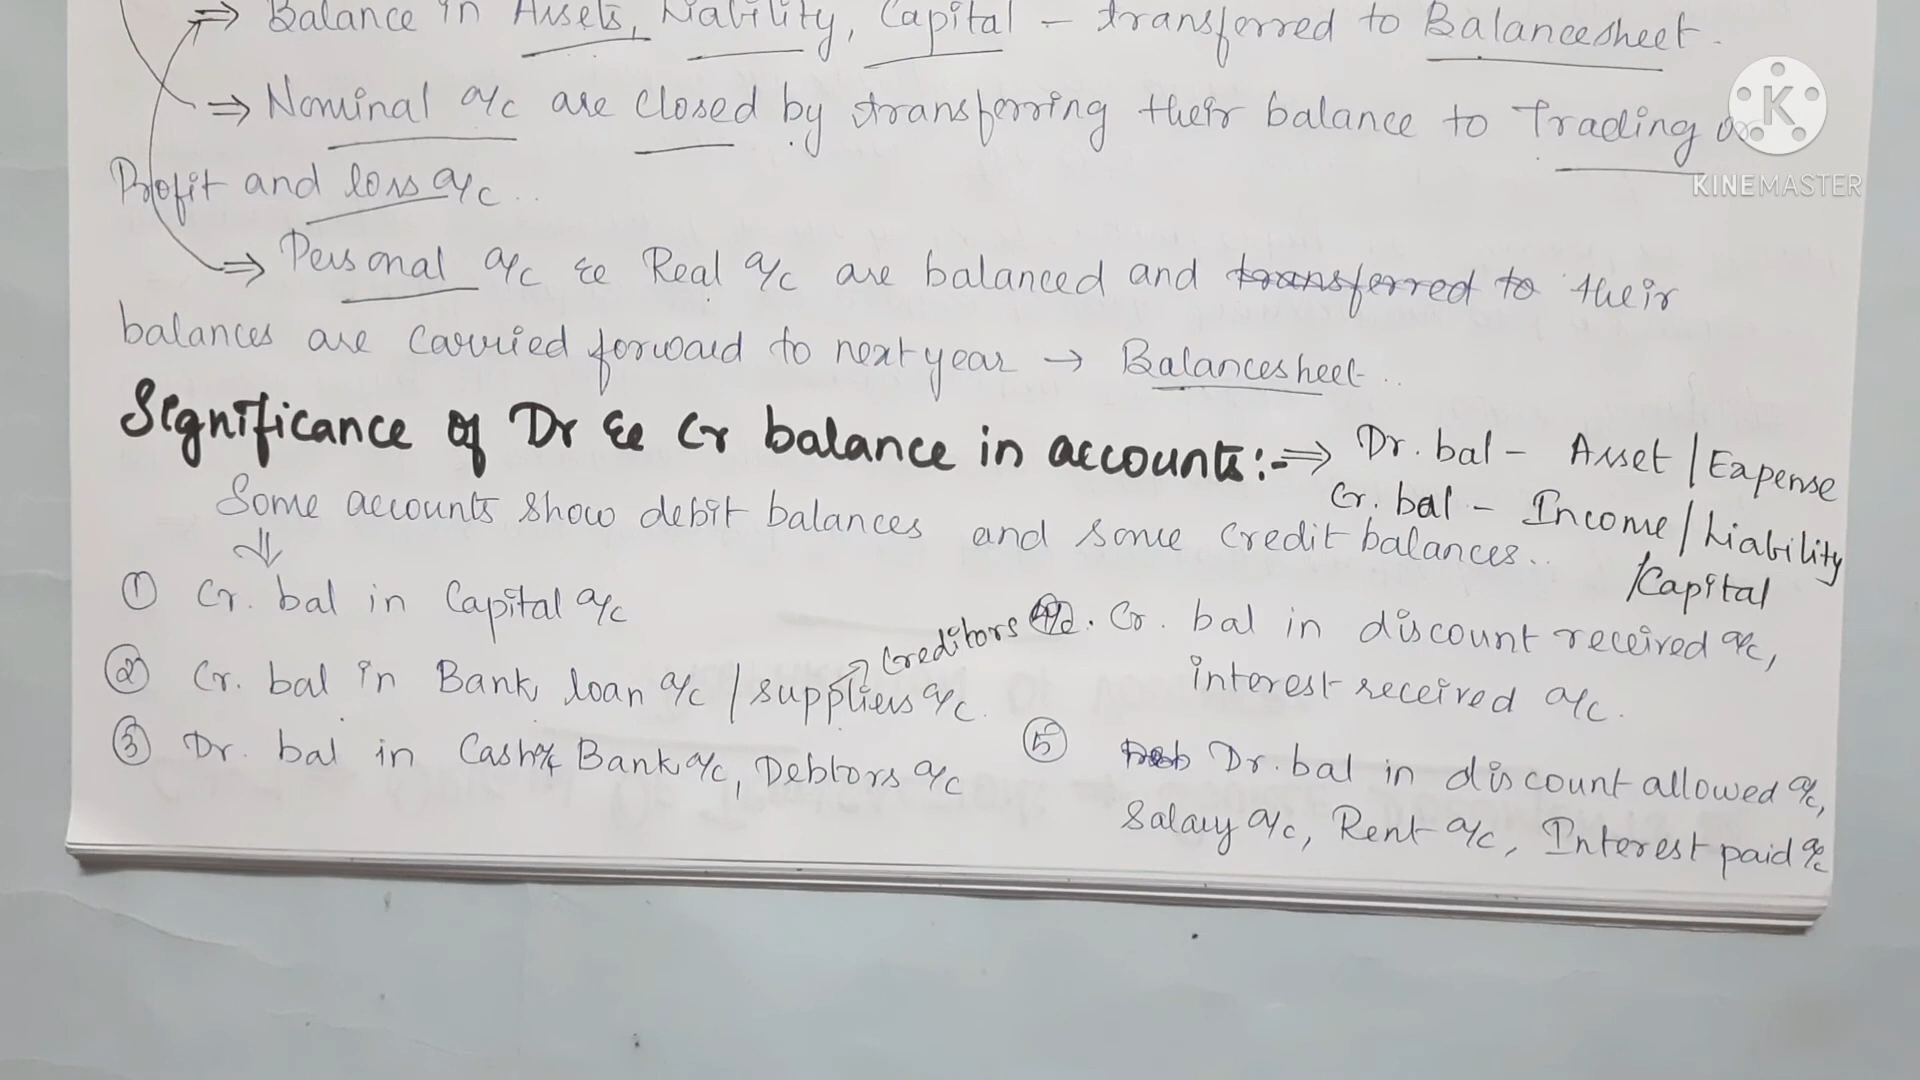 ⇒ Balance in Assets, Liability, Capital – transferred to Balancesheet.
⇒ Nominal a/c are closed by transferring their balance to Trading or
Profit and loss a/c..
⇒ Personal a/c & Real a/c are balanced and transferred to their
balances are carried forward to next year → Balancesheet..
Significance of Dr & Cr balance in accounts:- ⇒ Dr. bal – Asset / Expense
Cr. bal – Income / Liability
/Capital
Some accounts show debit balances and some credit balances..
① Cr. bal in Capital a/c
② Cr. bal in Bank loan a/c / suppliers a/c. → Creditors
③ Dr. bal in Cash a/c Bank a/c, Debtors a/c
④. Cr. bal in discount received a/c,
interest received a/c.
⑤ Dr. bal in discount allowed a/c,
Salary a/c, Rent a/c, Interest paid a/c
K
KINEMASTER